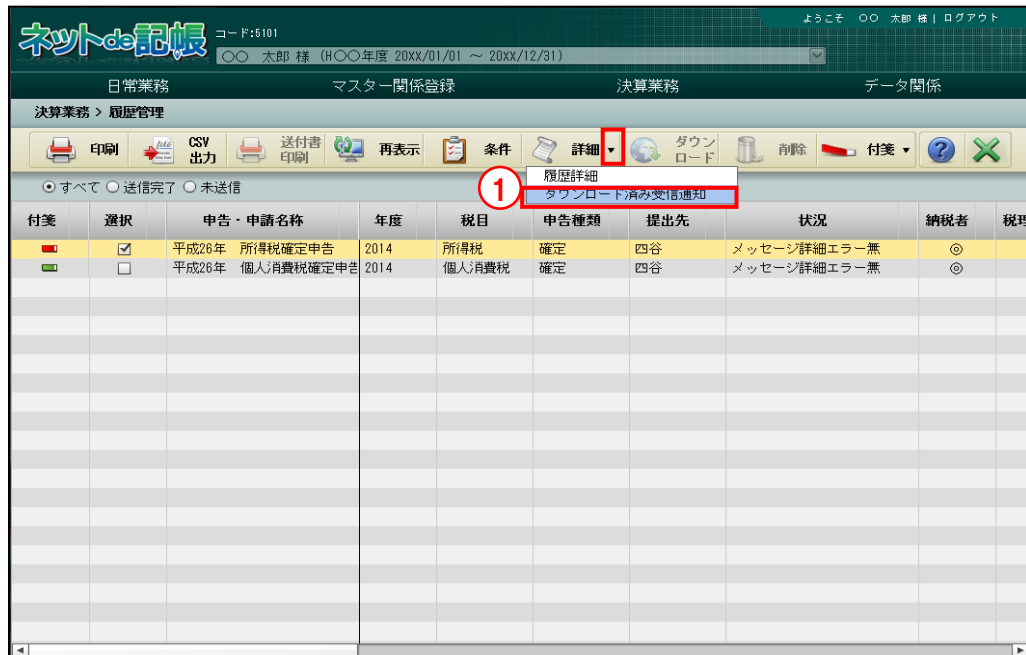 ようこそ ○○ 太郎 様 | ログアウト
ネットde記帳 コード:5101
○○ 太郎 様 (H○○年度 20XX/01/01 ～ 20XX/12/31)
日常業務 マスター関係登録 決算業務 データ関係
決算業務 > 履歴管理
印刷 CSV出力 送付書印刷 再表示 条件 詳細 ダウンロード 削除 付箋 ?
履歴詳細
すべて 送信完了 未送信
① ダウンロード済み受信通知
付箋 選択 申告・申請名称 年度 税目 申告種類 提出先 状況 納税者 税理
平成26年 所得税確定申告 2014 所得税 確定 四谷 メッセージ詳細エラー無 ◎
平成26年 個人消費税確定申告 2014 個人消費税 確定 四谷 メッセージ詳細エラー無 ◎